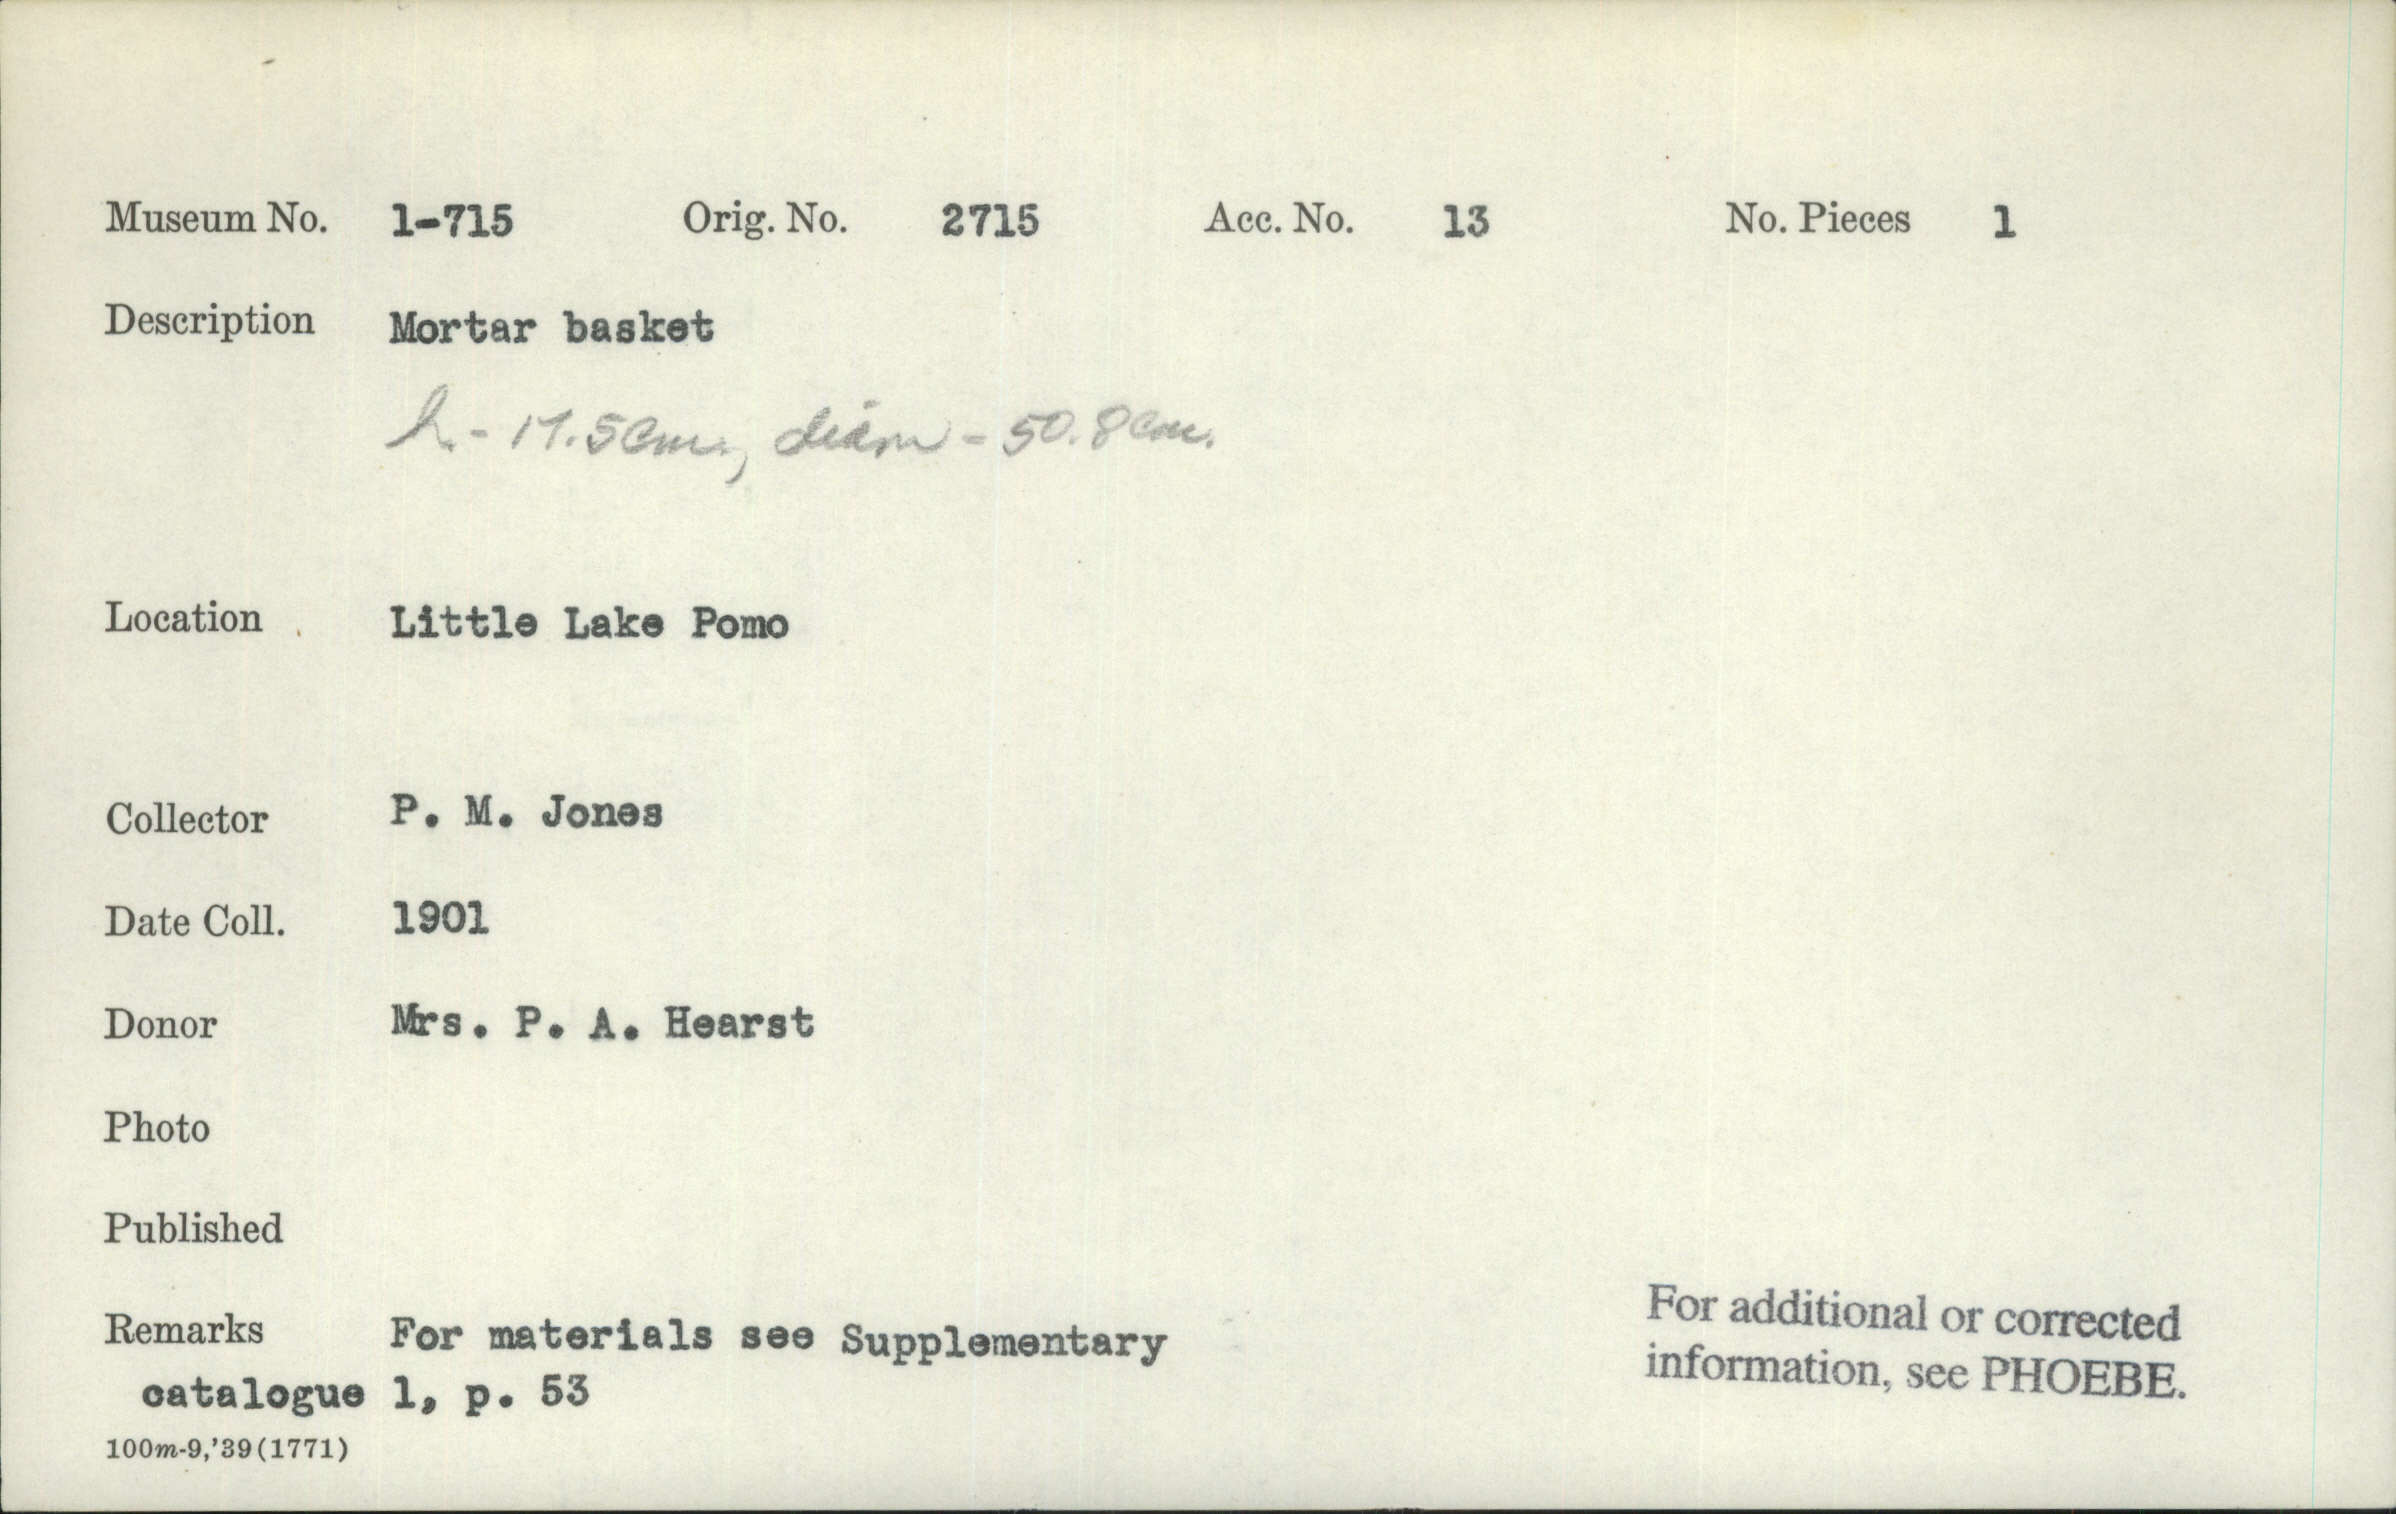 Museum No. 1-715 Orig. No. 2715 Acc. No. 13 No. Pieces 1
Description Mortar basket
h.- 17.5cm., diam - 50.8cm.
Location Little Lake Pomo
Collector P. M. Jones
Date Coll. 1901
Donor Mrs. P. A. Hearst
Photo
Published
Remarks For materials see Supplementary
catalogue 1, p. 53
100m-9,'39(1771)
For additional or corrected
information, see PHOEBE.